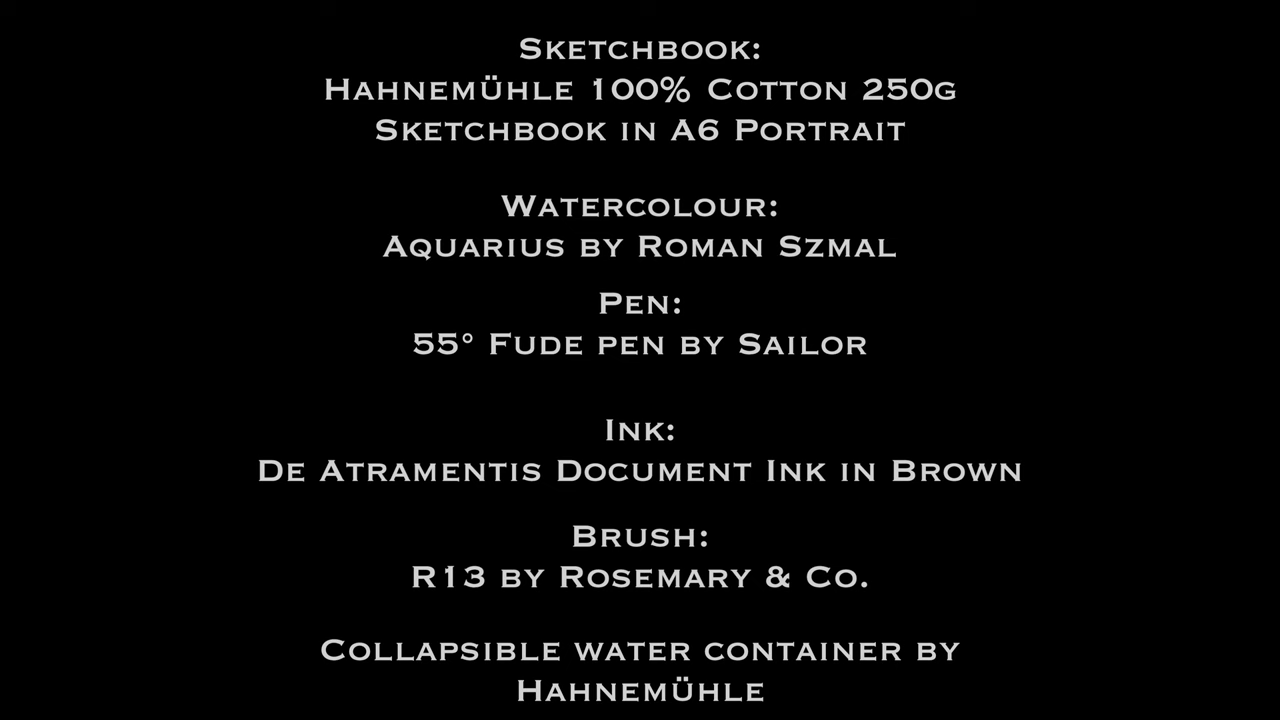 Sketchbook:
Hahnemühle 100% Cotton 250g
Sketchbook in A6 Portrait
Watercolour:
Aquarius by Roman Szmal
Pen:
55° Fude pen by Sailor
Ink:
De Atramentis Document Ink in Brown
Brush:
R13 by Rosemary & Co.
Collapsible water container by
Hahnemühle